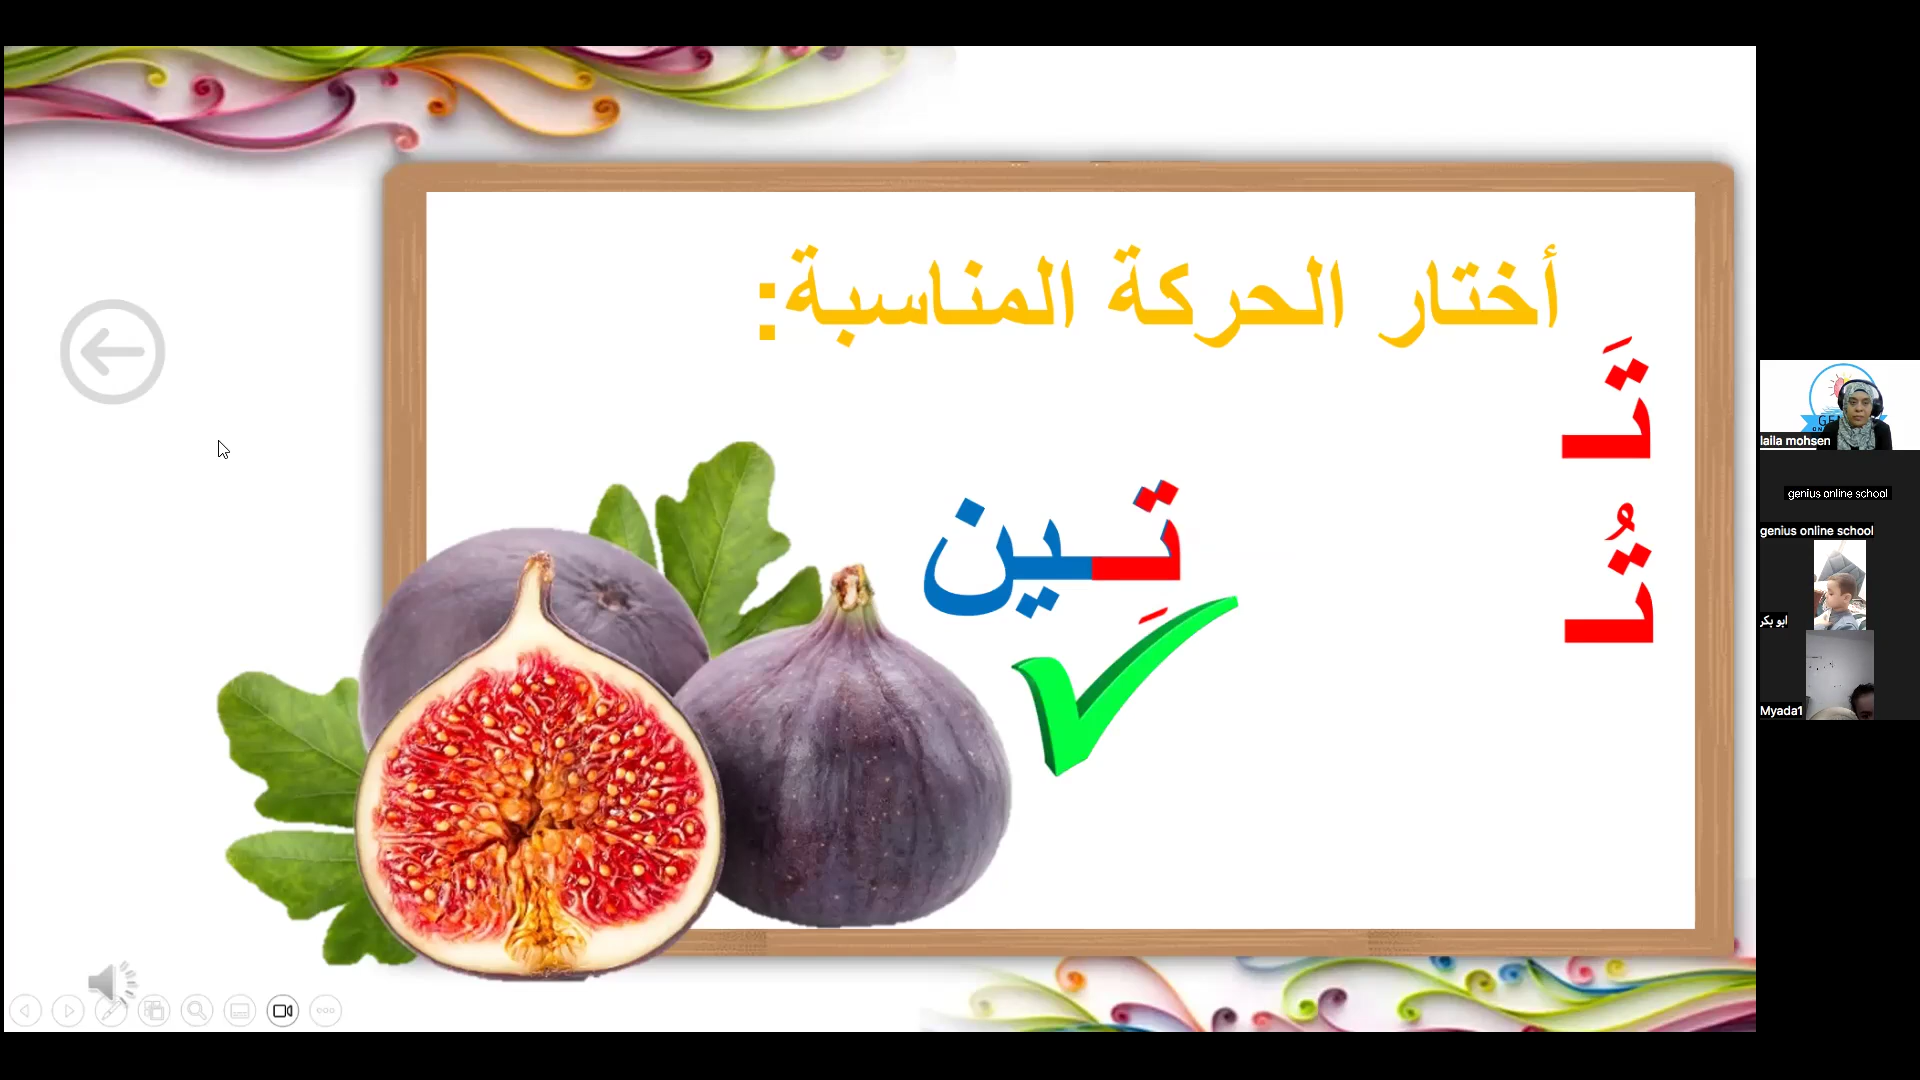 أختار الحركة المناسبة:
تَا
تِـين
تُا
laila mohsen
genius online school
genius online school
ابو بكر
Myada1